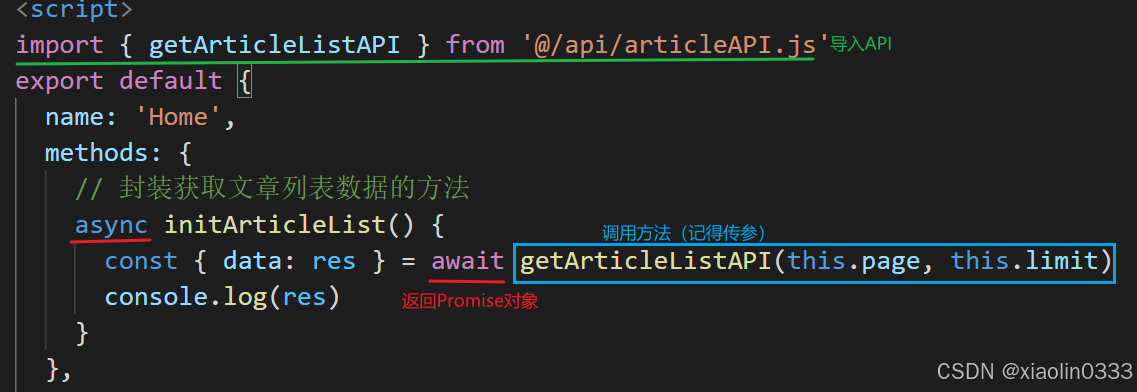 <script>
import { getArticleListAPI } from '@/api/articleAPI.js' 导入API
export default {
name: 'Home',
methods: {
// 封装获取文章列表数据的方法
async initArticleList() {
调用方法（记得传参）
const { data: res } = await getArticleListAPI(this.page, this.limit)
console.log(res) 返回Promise对象
}
},
CSDN @xiaolin0333